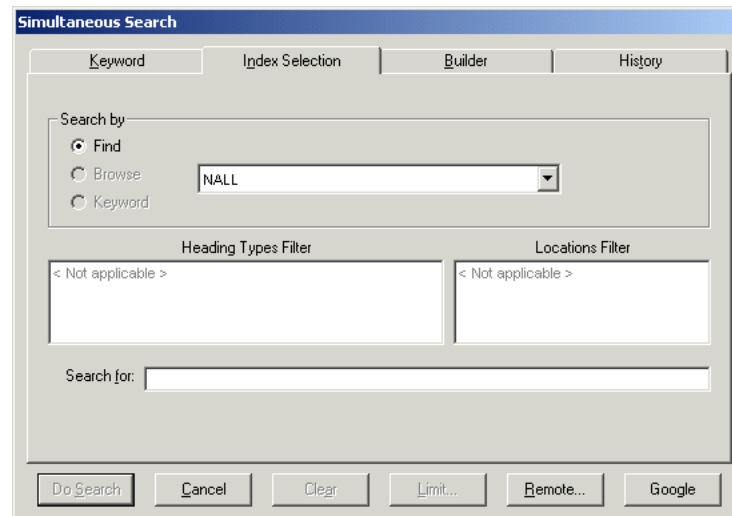 Simultaneous Search
Keyword Index Selection Builder History
Search by
Find
Browse
NALL
Keyword
Heading Types Filter Locations Filter
< Not applicable > < Not applicable >
Search for:
Do Search Cancel Clear Limit... Remote... Google